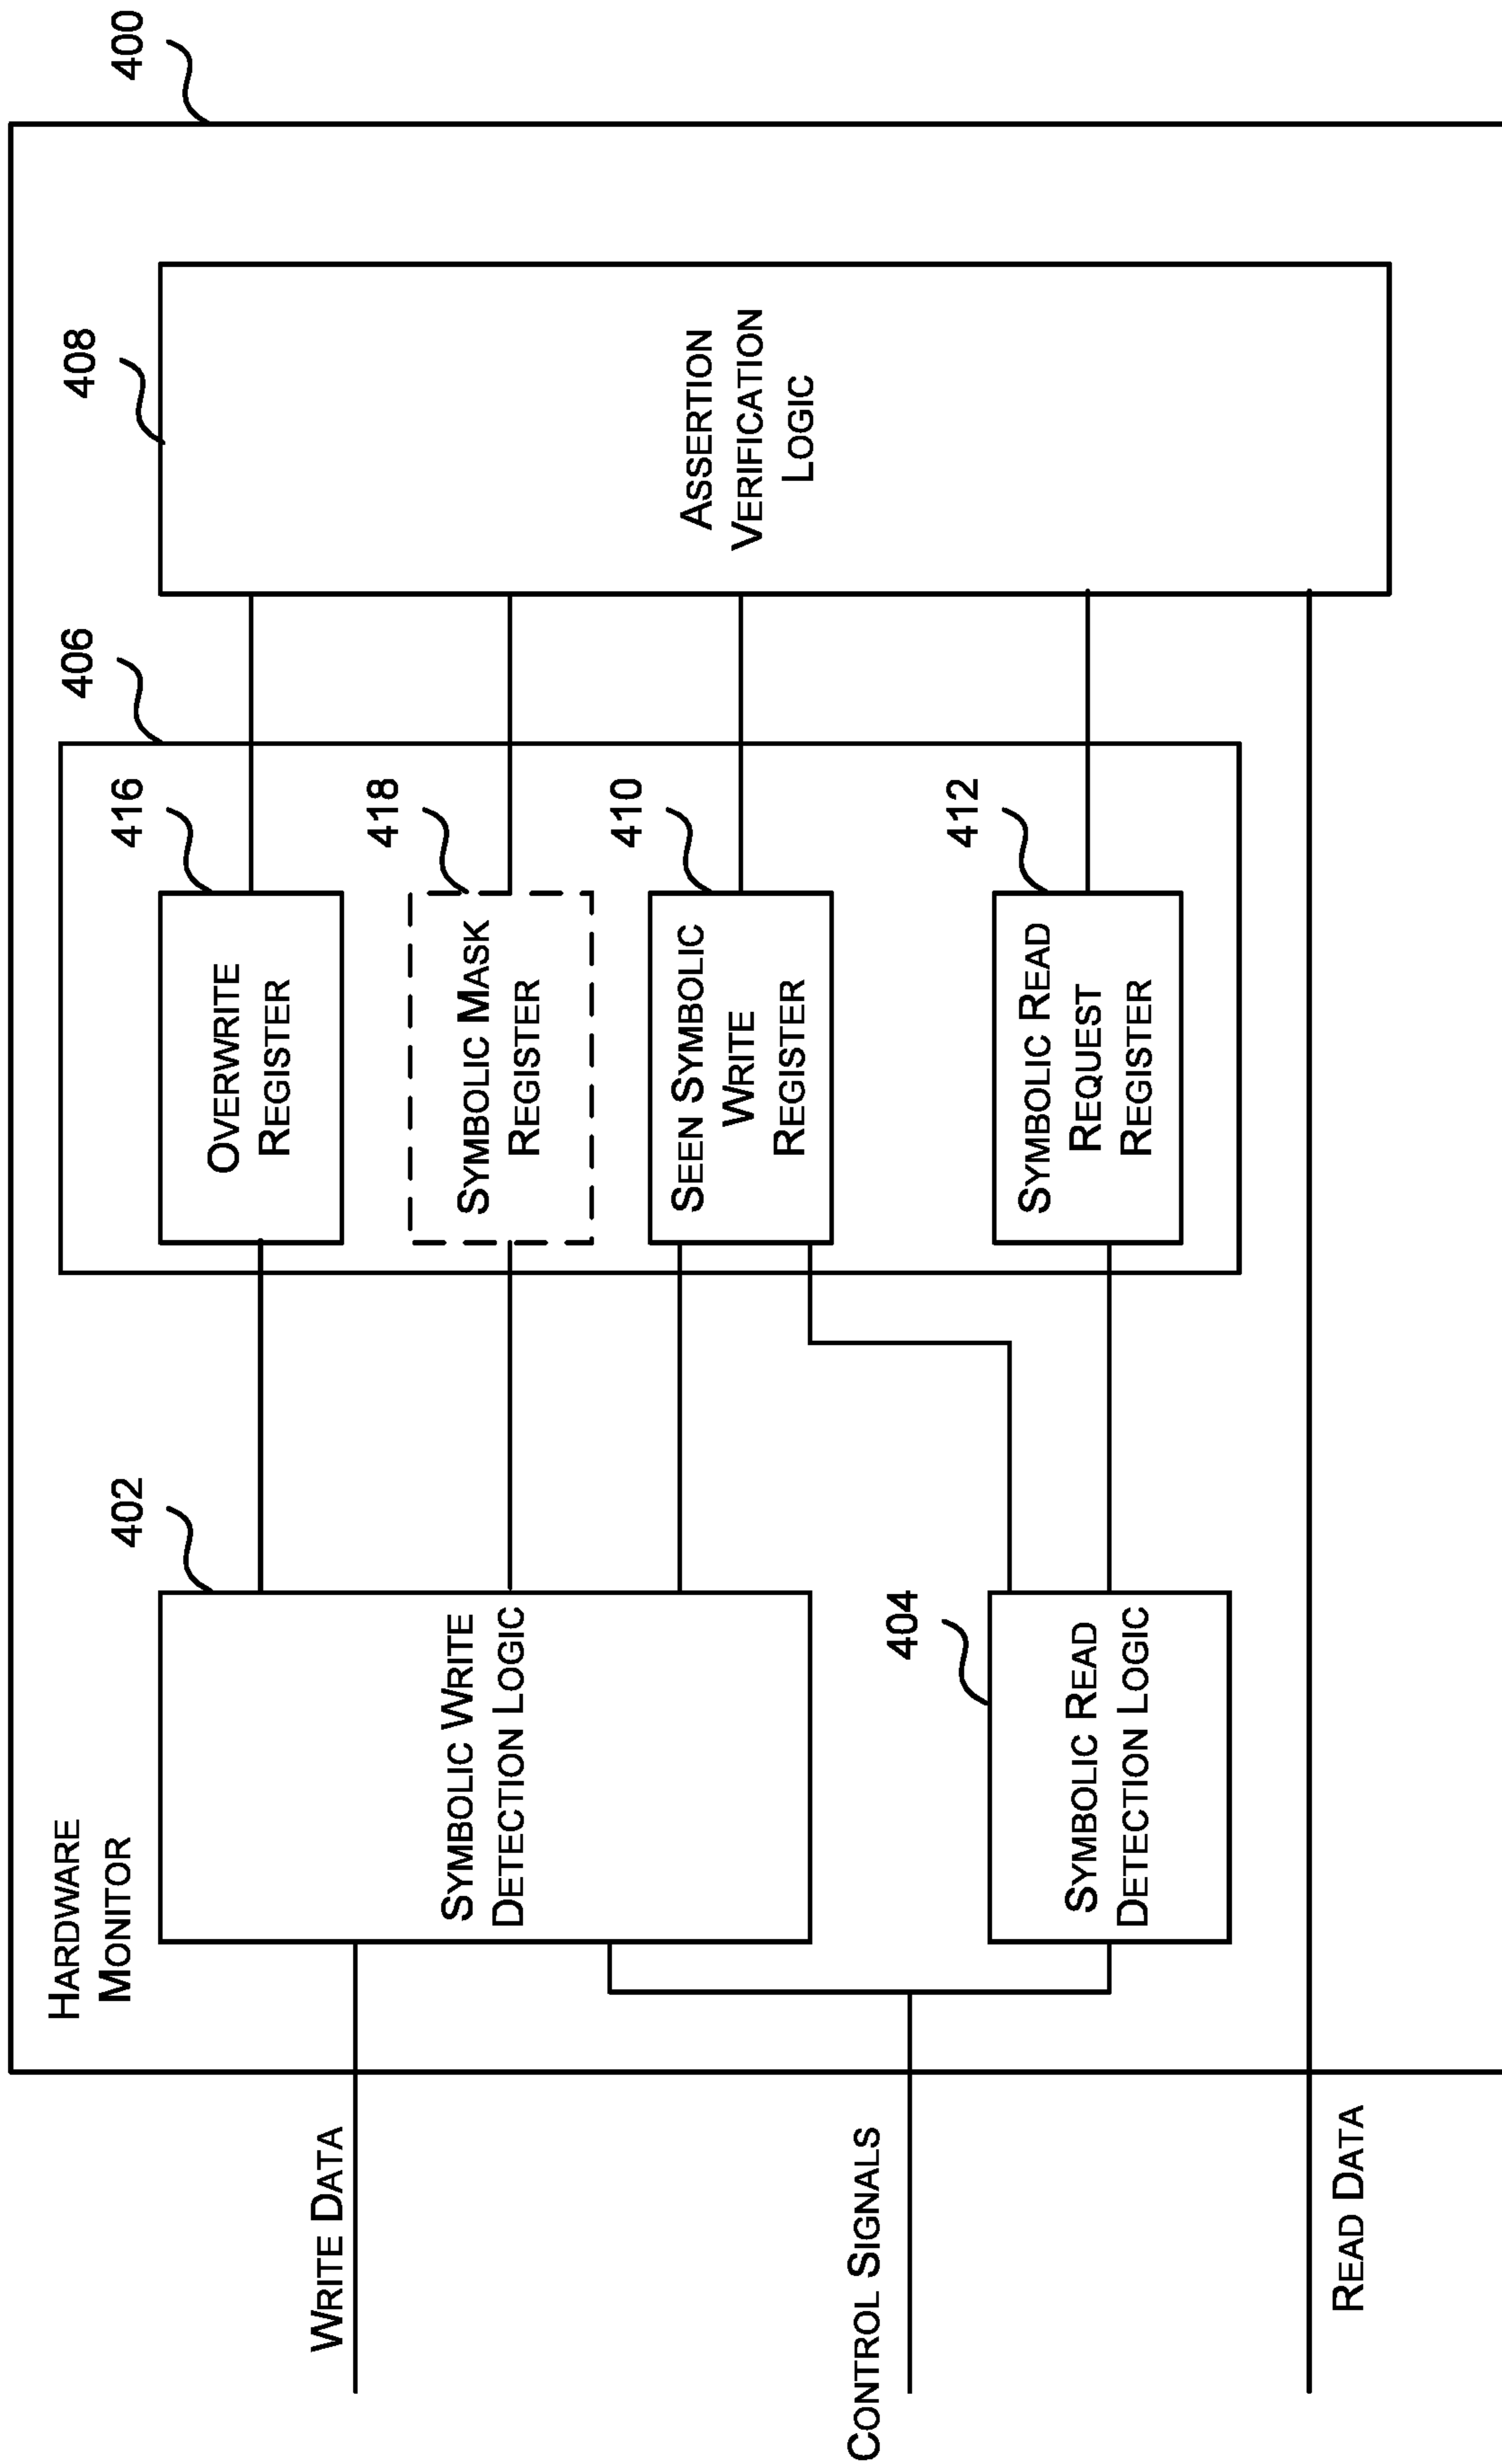 400
HARDWARE
MONITOR
402
SYMBOLIC WRITE
DETECTION LOGIC
404
SYMBOLIC READ
DETECTION LOGIC
406
416
OVERWRITE
REGISTER
418
SYMBOLIC MASK
REGISTER
410
SEEN SYMBOLIC
WRITE
REGISTER
412
SYMBOLIC READ
REQUEST
REGISTER
408
ASSERTION
VERIFICATION
LOGIC
WRITE DATA
CONTROL SIGNALS
READ DATA